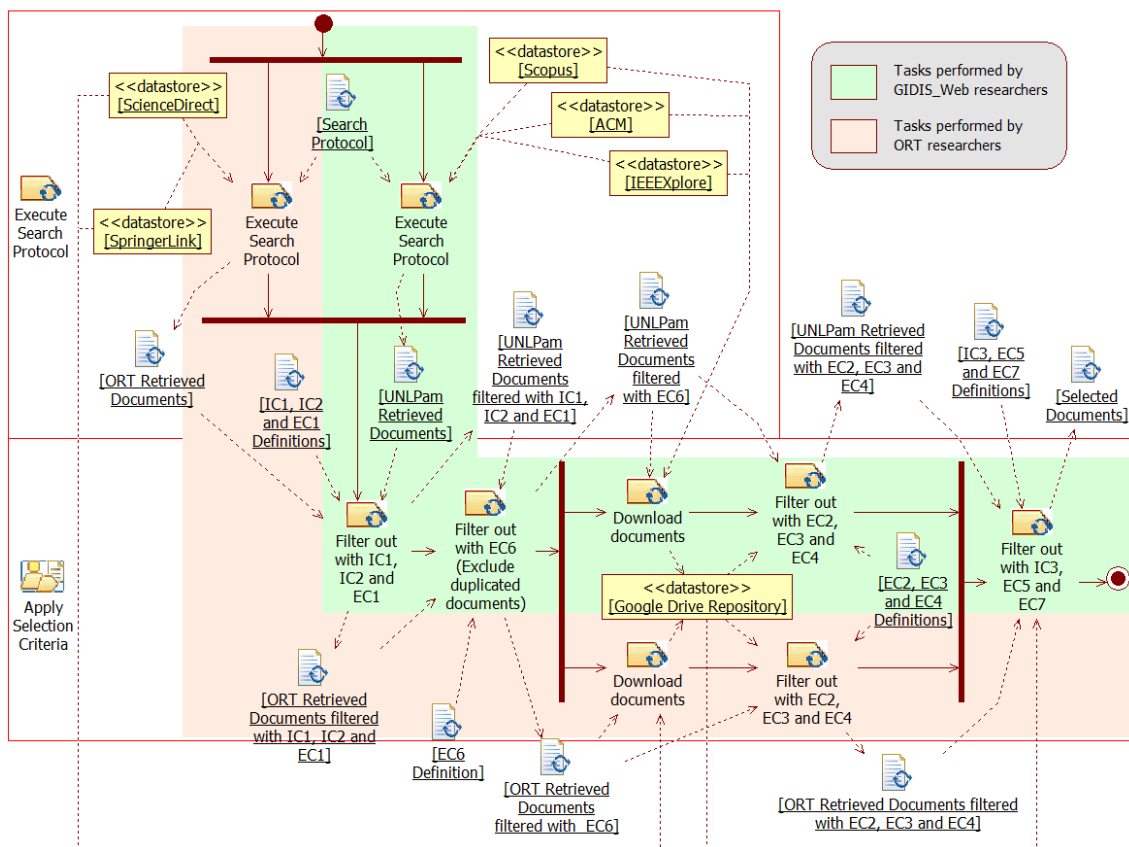 <<datastore>>
[ScienceDirect]
[Search
Protocol]
<<datastore>>
[Scopus]
<<datastore>>
[ACM]
<<datastore>>
[IEEEXplore]
Tasks performed by
GIDIS_Web researchers
Tasks performed by
ORT researchers
Execute
Search
Protocol
<<datastore>>
[SpringerLink]
Execute
Search
Protocol
Execute
Search
Protocol
[ORT Retrieved
Documents]
[IC1, IC2
and EC1
Definitions]
[UNLPam
Retrieved
Documents]
[UNLPam
Retrieved
Documents
filtered with IC1,
IC2 and EC1]
[UNLPam
Retrieved
Documents
filtered
with EC6]
[UNLPam Retrieved
Documents filtered
with EC2, EC3 and
EC4]
[IC3, EC5
and EC7
Definitions]
[Selected
Documents]
Apply
Selection
Criteria
Filter out
with IC1,
IC2 and
EC1
Filter out
with EC6
(Exclude
duplicated
documents)
Download
documents
Filter out
with EC2,
EC3 and
EC4
Filter out
with IC3,
EC5 and
EC7
<<datastore>>
[Google Drive Repository]
[EC2, EC3
and EC4
Definitions]
Download
documents
Filter out
with EC2,
EC3 and EC4
[ORT Retrieved
Documents filtered
with IC1, IC2 and
EC1]
[EC6
Definition]
[ORT Retrieved
Documents
filtered with  EC6]
[ORT Retrieved Documents filtered
with EC2, EC3 and EC4]